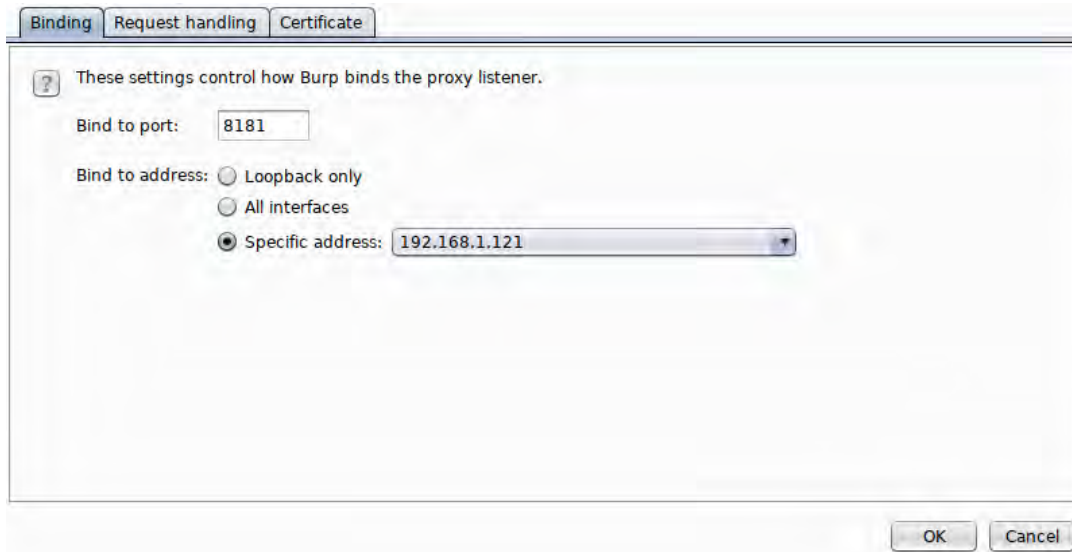 Binding Request handling Certificate
? These settings control how Burp binds the proxy listener.
Bind to port: 8181
Bind to address: Loopback only
All interfaces
Specific address: 192.168.1.121
OK Cancel